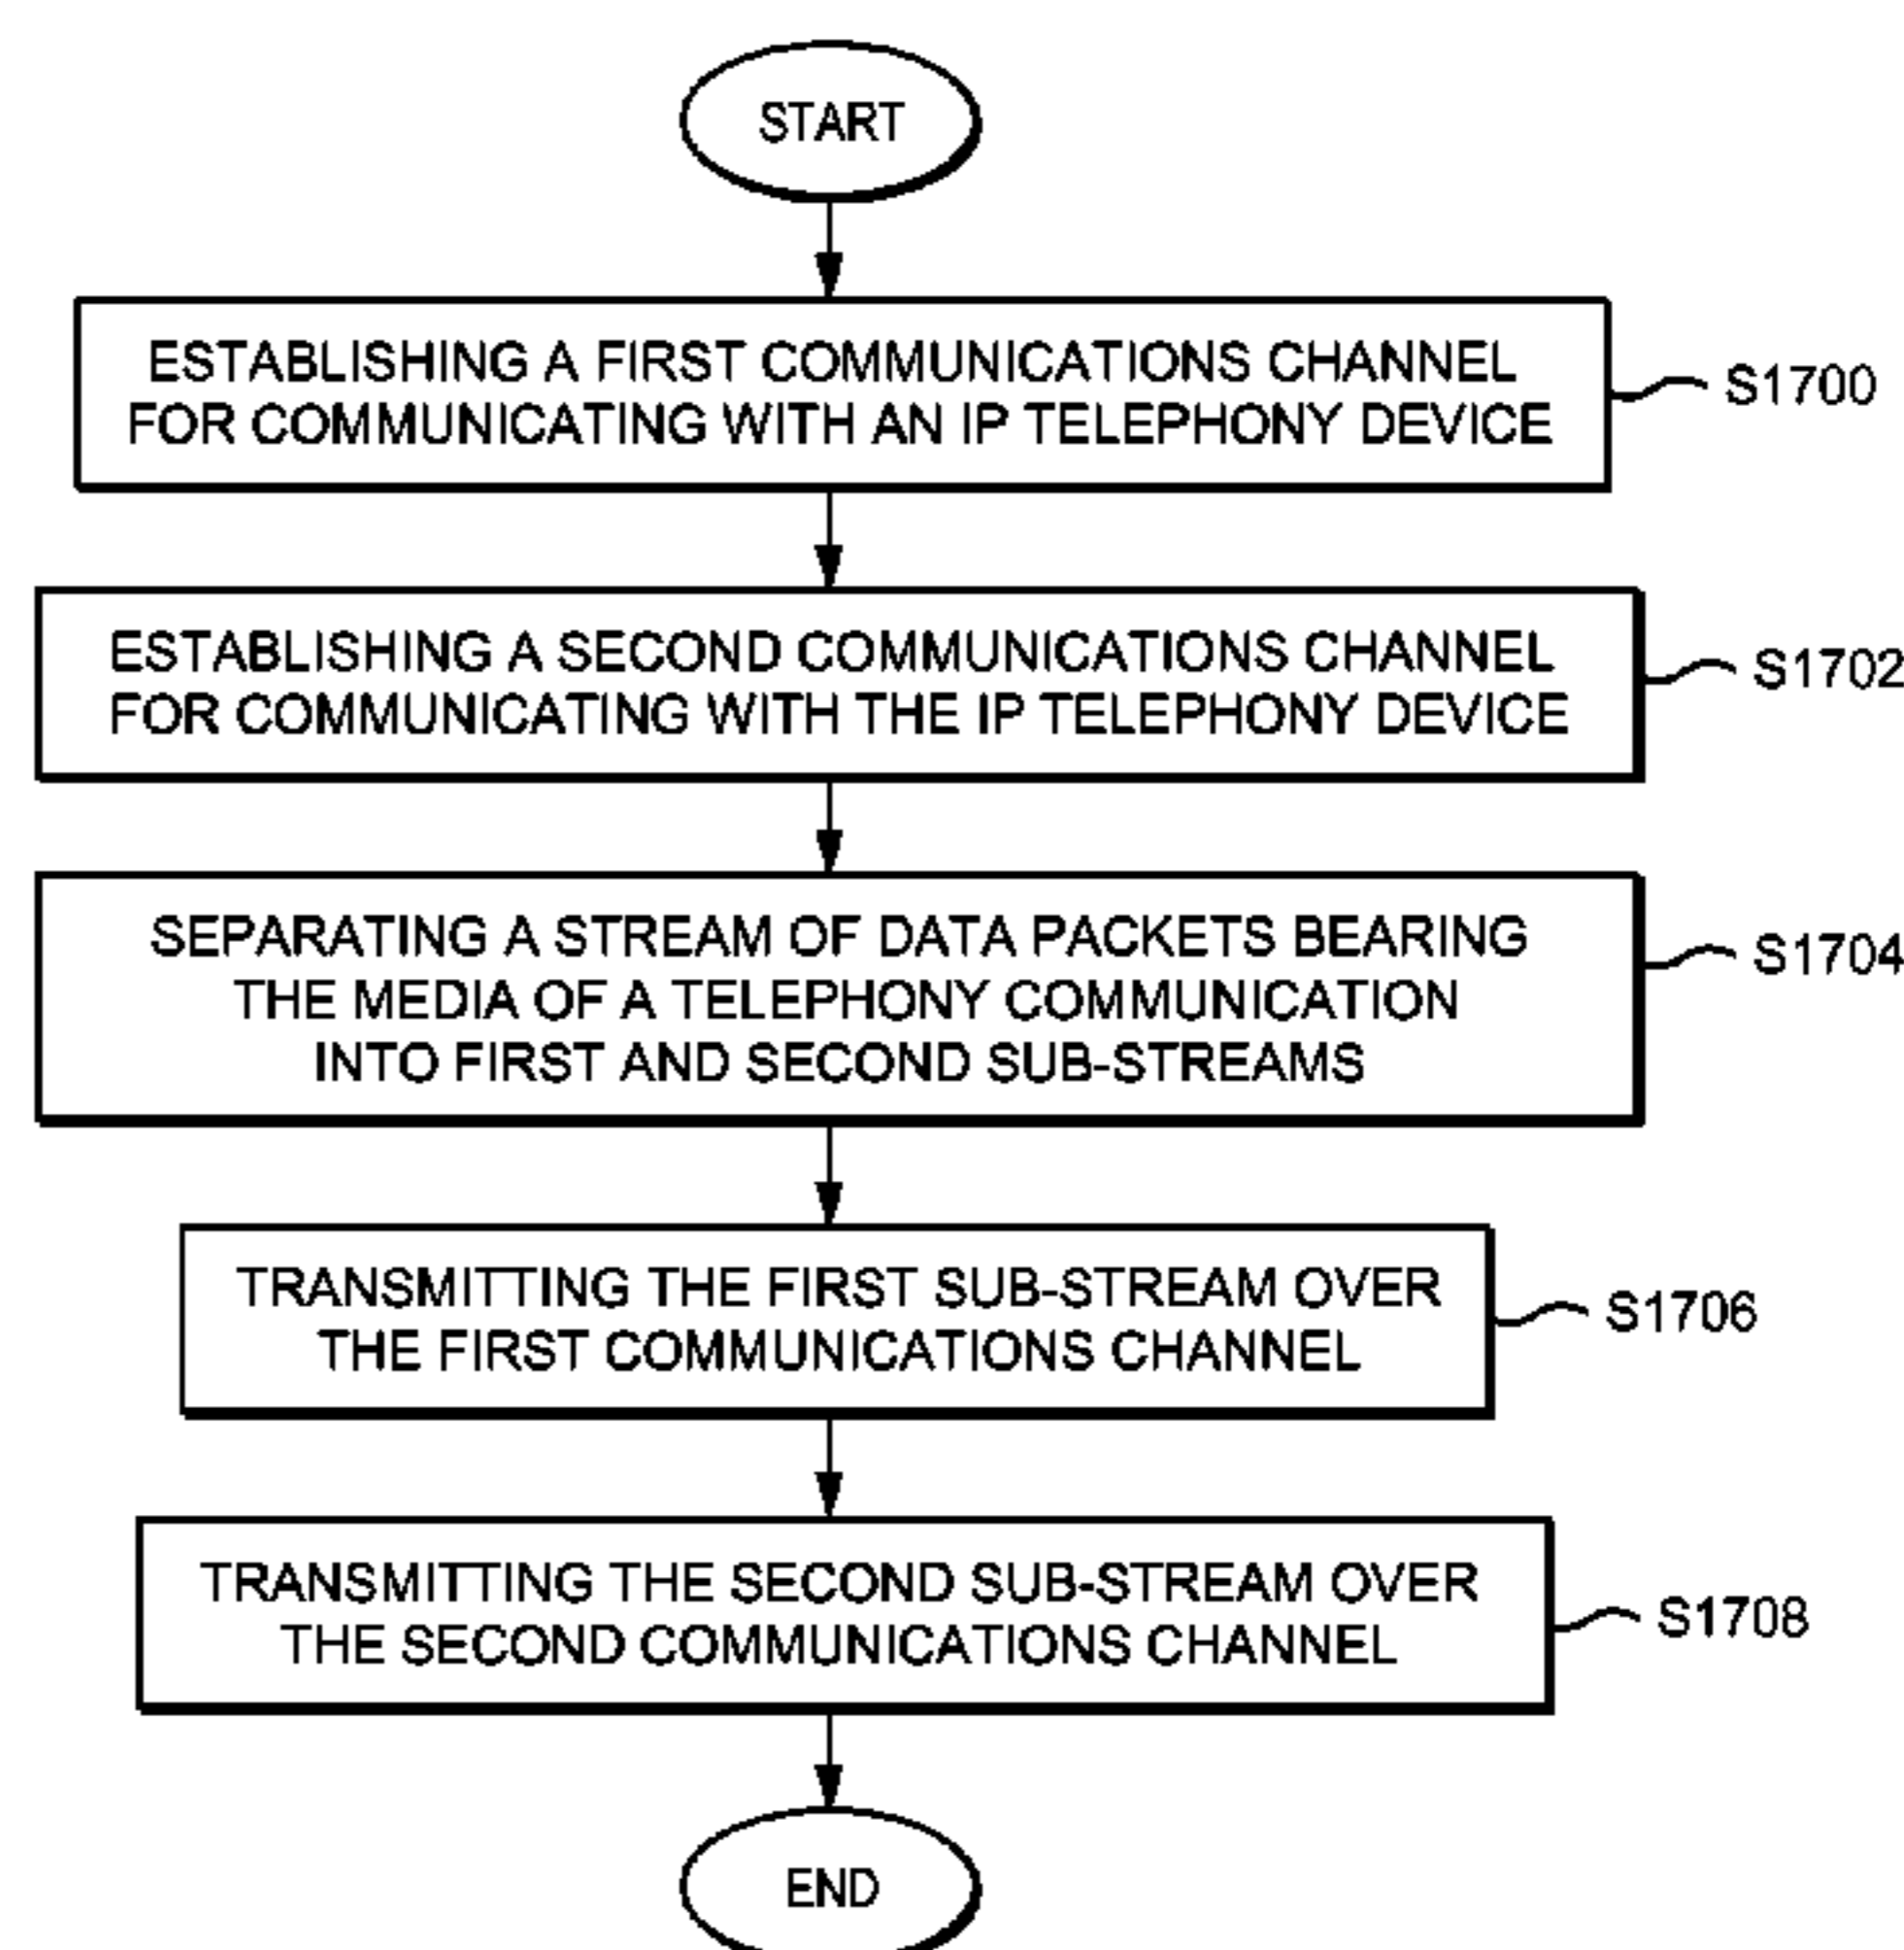 START
ESTABLISHING A FIRST COMMUNICATIONS CHANNEL
FOR COMMUNICATING WITH AN IP TELEPHONY DEVICE
S1700
ESTABLISHING A SECOND COMMUNICATIONS CHANNEL
FOR COMMUNICATING WITH THE IP TELEPHONY DEVICE
S1702
SEPARATING A STREAM OF DATA PACKETS BEARING
THE MEDIA OF A TELEPHONY COMMUNICATION
INTO FIRST AND SECOND SUB-STREAMS
S1704
TRANSMITTING THE FIRST SUB-STREAM OVER
THE FIRST COMMUNICATIONS CHANNEL
S1706
TRANSMITTING THE SECOND SUB-STREAM OVER
THE SECOND COMMUNICATIONS CHANNEL
S1708
END